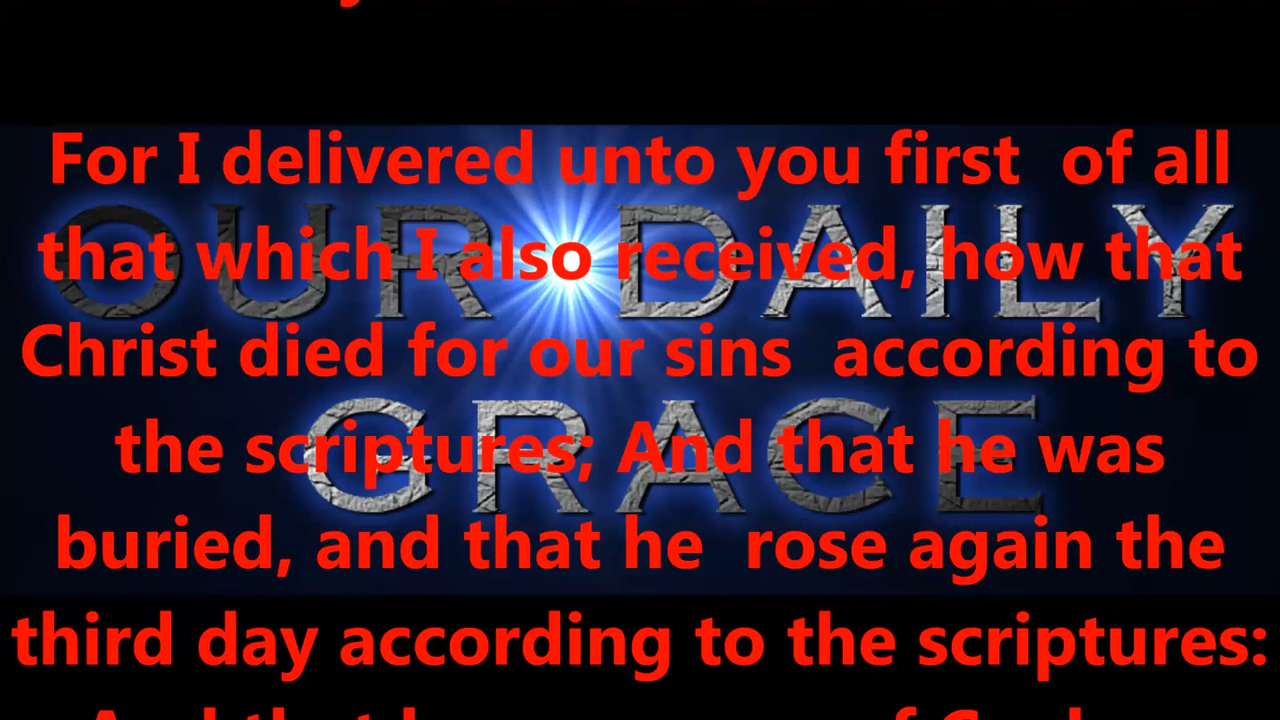 For I delivered unto you first of all
that which I also received, how that
Christ died for our sins according to
the scriptures; And that he was
buried, and that he rose again the
third day according to the scriptures:
OUR DAILY
GRACE